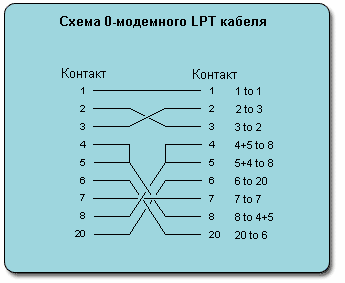 Схема 0-модемного LPT кабеля
Контакт Контакт
1 1 1 to 1
2 2 2 to 3
3 3 3 to 2
4 4 4+5 to 8
5 5 5+4 to 8
6 6 6 to 20
7 7 7 to 7
8 8 8 to 4+5
20 20 20 to 6